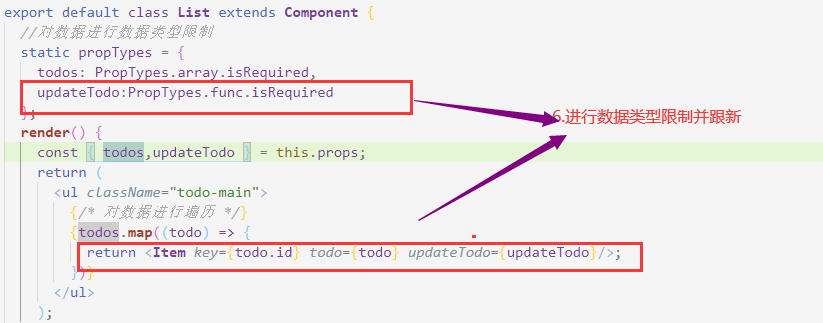 export default class List extends Component {
//对数据进行数据类型限制
static propTypes = {
todos: PropTypes.array.isRequired,
updateTodo:PropTypes.func.isRequired
};
6.进行数据类型限制并跟新
render() {
const { todos,updateTodo } = this.props;
return (
<ul className="todo-main">
{/* 对数据进行遍历 */}
{todos.map((todo) => {
return <Item key={todo.id} todo={todo} updateTodo={updateTodo}/>;
})}
</ul>
);